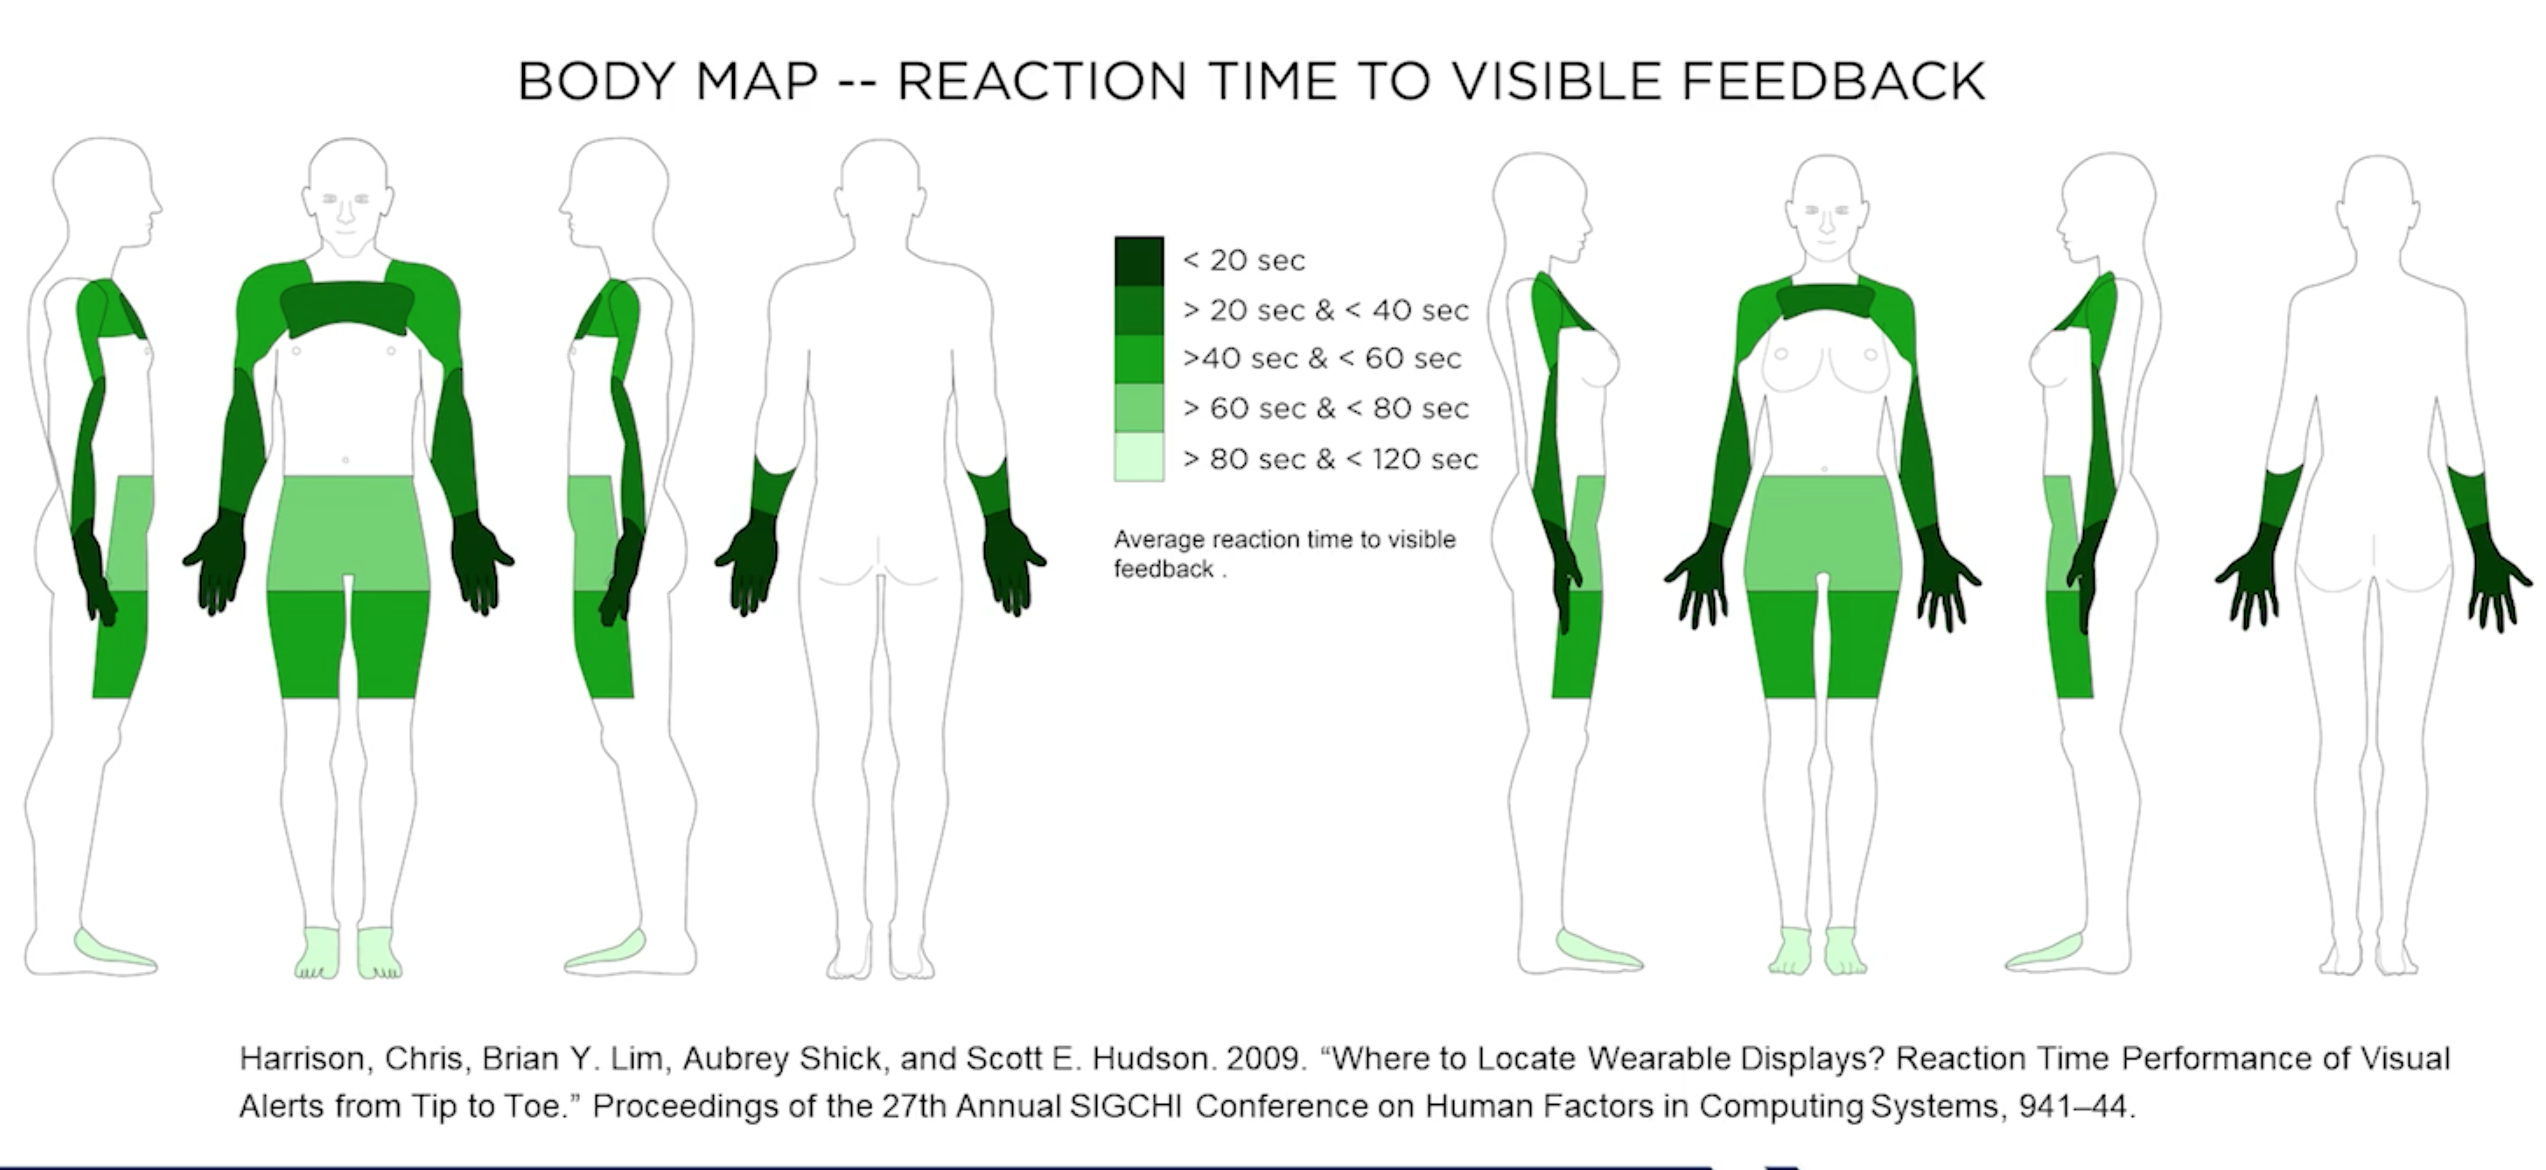 BODY MAP -- REACTION TIME TO VISIBLE FEEDBACK
< 20 sec
> 20 sec & < 40 sec
>40 sec & < 60 sec
> 60 sec & < 80 sec
> 80 sec & < 120 sec
Average reaction time to visible
feedback .
Harrison, Chris, Brian Y. Lim, Aubrey Shick, and Scott E. Hudson. 2009. “Where to Locate Wearable Displays? Reaction Time Performance of Visual
Alerts from Tip to Toe.” Proceedings of the 27th Annual SIGCHI Conference on Human Factors in Computing Systems, 941–44.